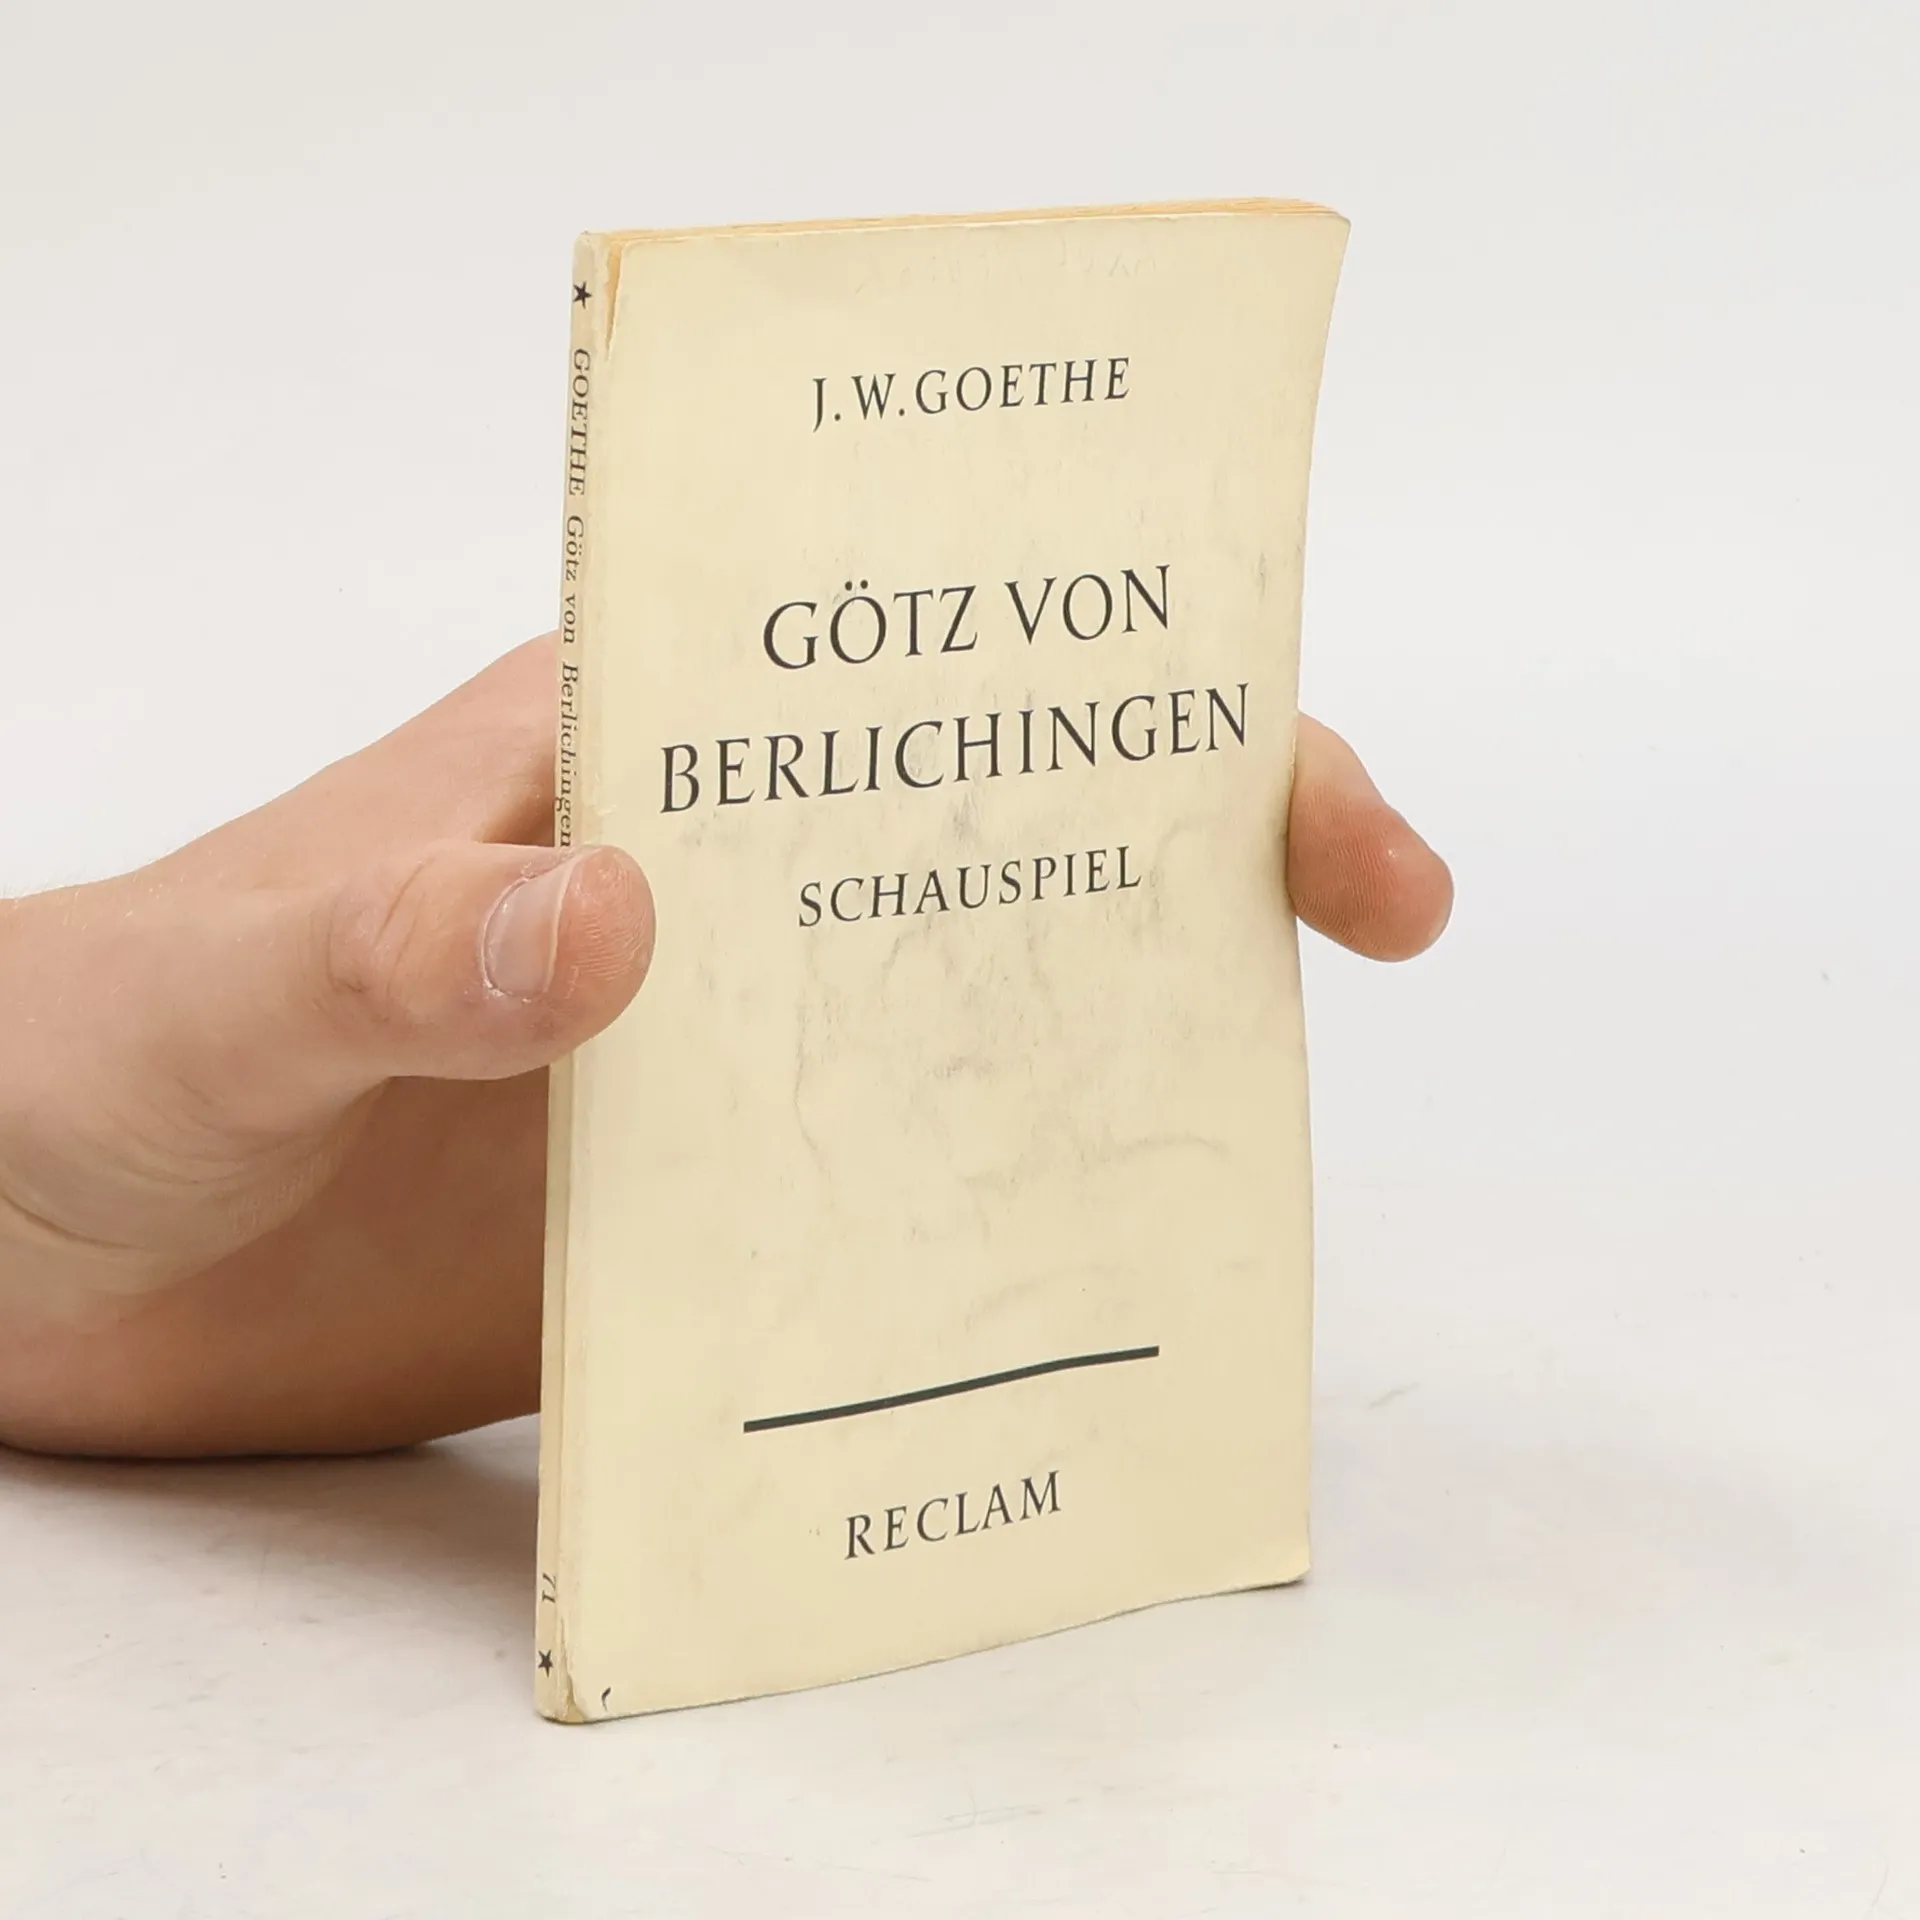 J. W. GOETHE
GÖTZ VON
BERLICHINGEN
SCHAUSPIEL
RECLAM
★ GOETHE Götz von Berlichingen 71 ★